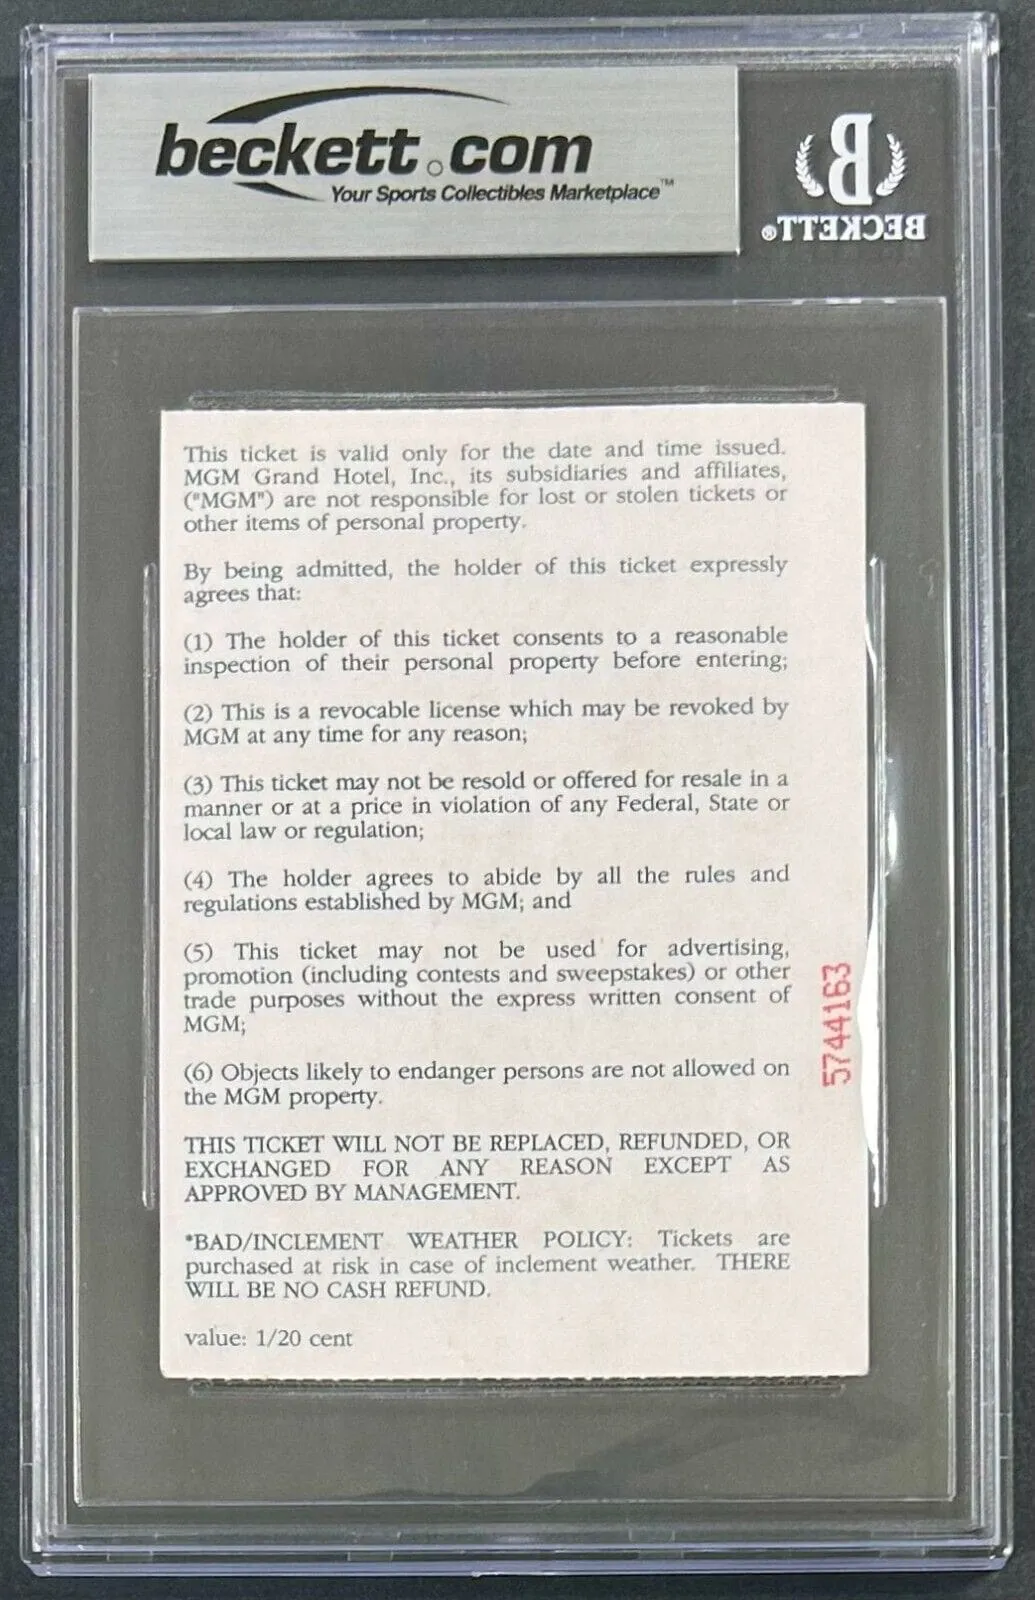 beckett.com
Your Sports Collectibles Marketplace™
B
BECKETT®
This ticket is valid only for the date and time issued.
MGM Grand Hotel, Inc., its subsidiaries and affiliates,
("MGM") are not responsible for lost or stolen tickets or
other items of personal property.
By being admitted, the holder of this ticket expressly
agrees that:
(1) The holder of this ticket consents to a reasonable
inspection of their personal property before entering;
(2) This is a revocable license which may be revoked by
MGM at any time for any reason;
(3) This ticket may not be resold or offered for resale in a
manner or at a price in violation of any Federal, State or
local law or regulation;
(4) The holder agrees to abide by all the rules and
regulations established by MGM; and
(5) This ticket may not be used for advertising,
promotion (including contests and sweepstakes) or other
trade purposes without the express written consent of
MGM;
(6) Objects likely to endanger persons are not allowed on
the MGM property.
THIS TICKET WILL NOT BE REPLACED, REFUNDED, OR
EXCHANGED FOR ANY REASON EXCEPT AS
APPROVED BY MANAGEMENT.
*BAD/INCLEMENT WEATHER POLICY: Tickets are
purchased at risk in case of inclement weather. THERE
WILL BE NO CASH REFUND.
value: 1/20 cent
5744163